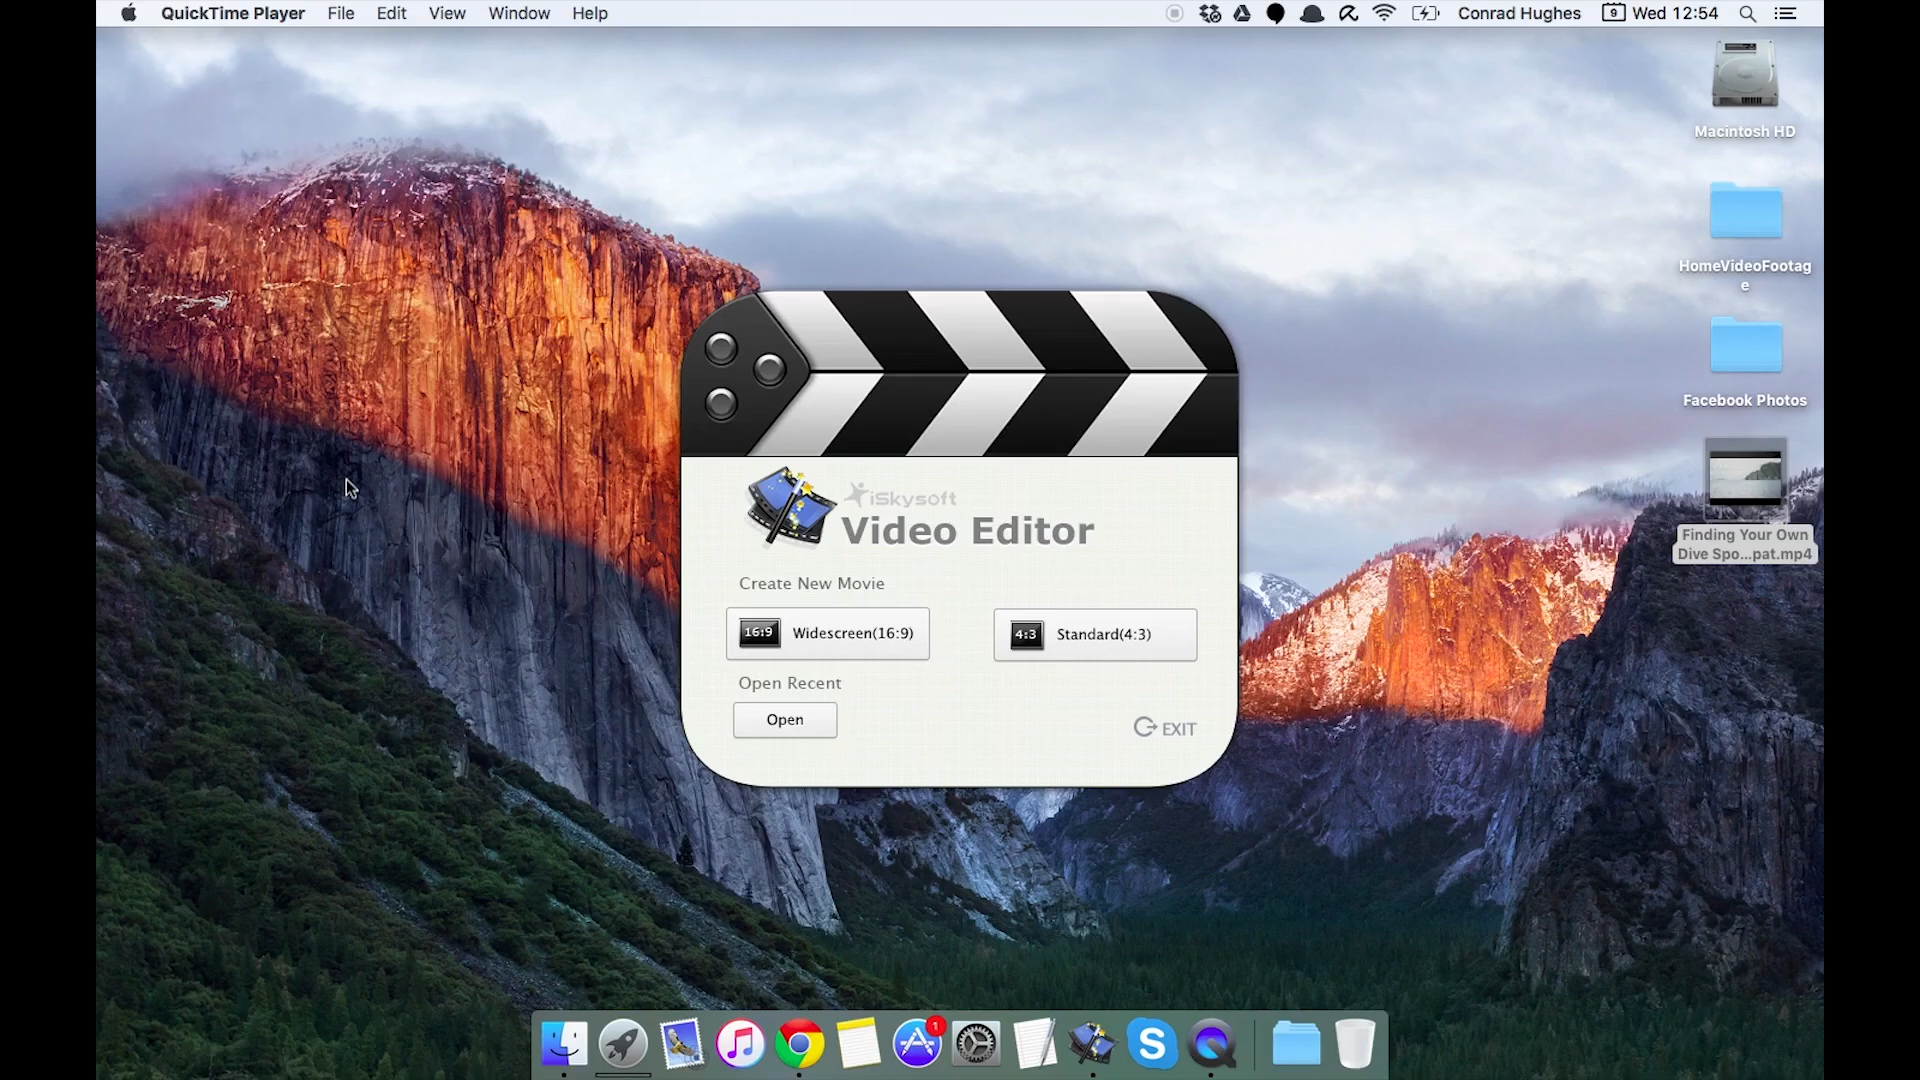 QuickTime Player File Edit View Window Help Conrad Hughes 9 Wed 12:54
Macintosh HD
HomeVideoFootag
e
Facebook Photos
Finding Your Own
Dive Spo...pat.mp4
iSkysoft
Video Editor
Create New Movie
16:9 Widescreen(16:9)
4:3 Standard(4:3)
Open Recent
Open
EXIT
1